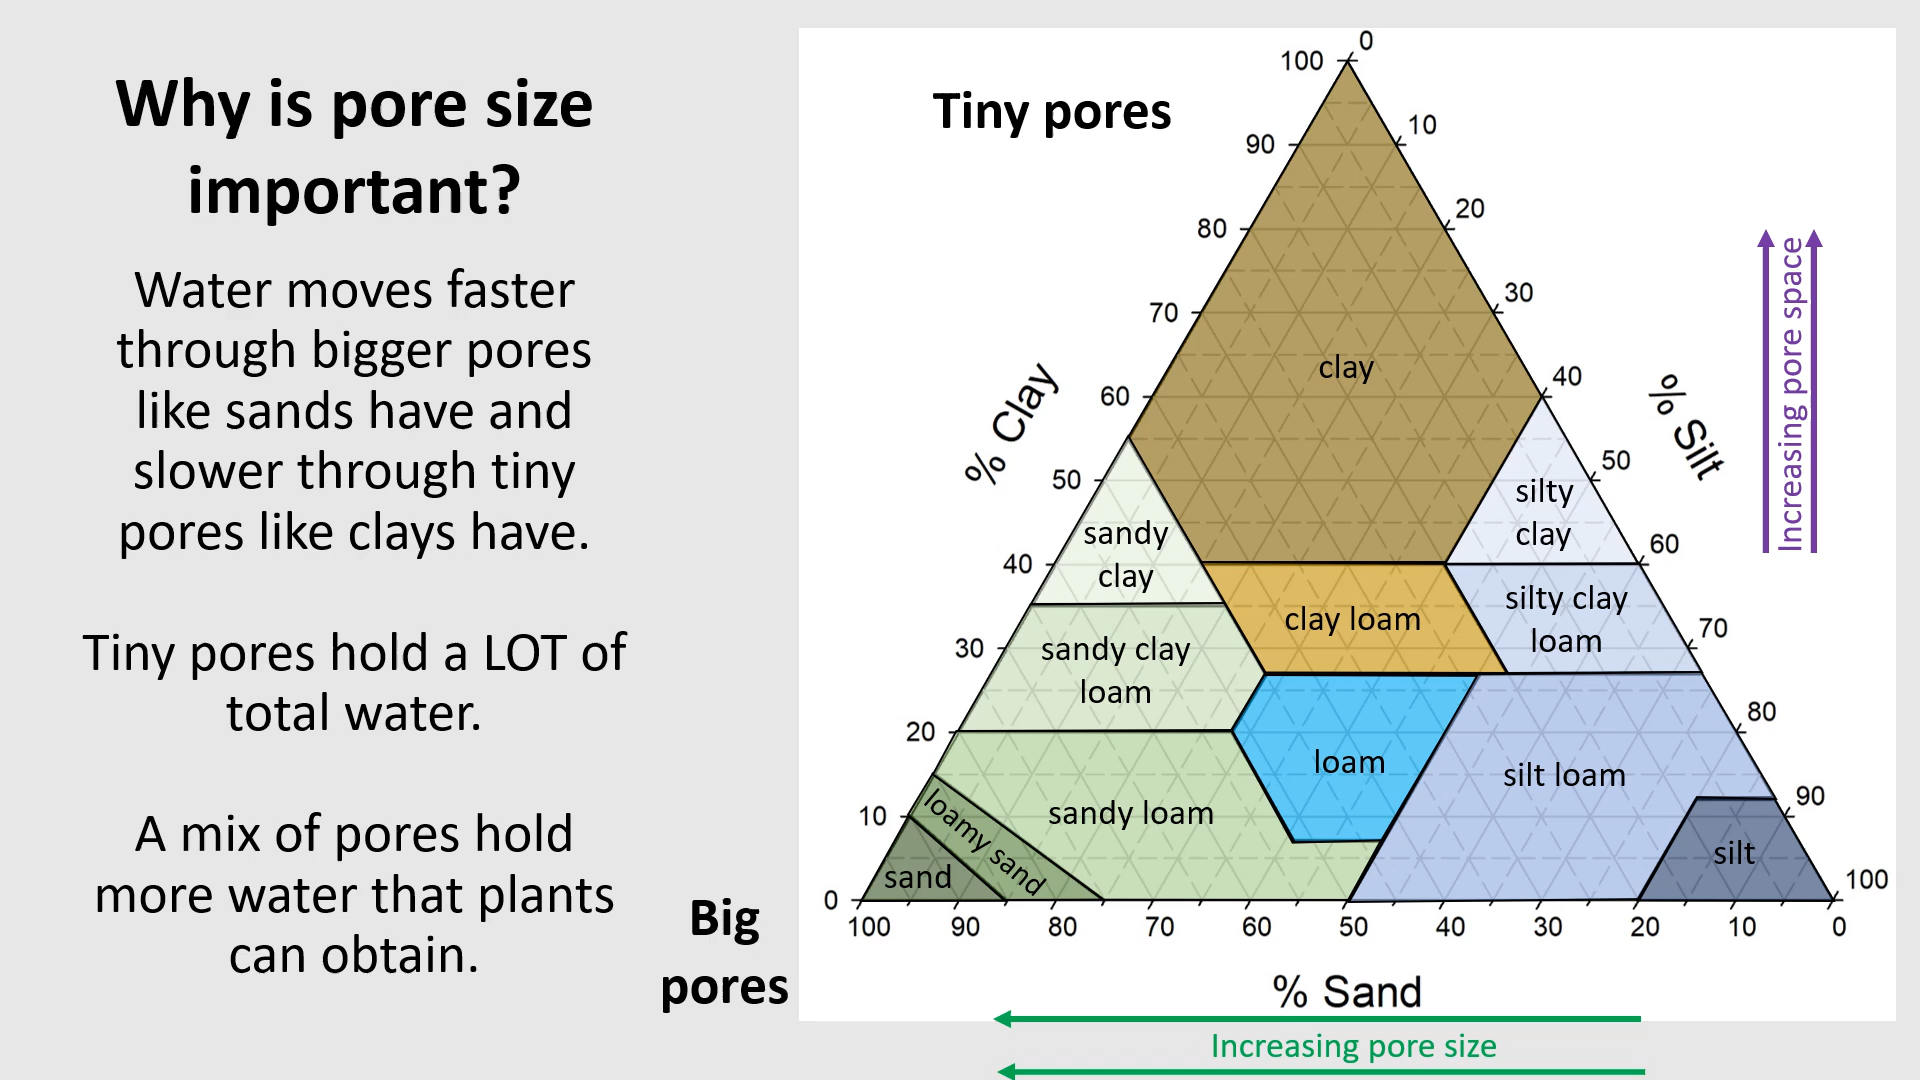 Why is pore size
important?
Water moves faster
through bigger pores
like sands have and
slower through tiny
pores like clays have.
Tiny pores hold a LOT of
total water.
A mix of pores hold
more water that plants
can obtain.
Tiny pores
Big
pores
% Clay
100
90
80
70
60
50
40
30
20
10
0
% Silt
0
10
20
30
40
50
60
70
80
90
100
clay
silty
clay
sandy
clay
clay loam
silty clay
loam
sandy clay
loam
loam
silt loam
sandy loam
loamy sand
sand
silt
100
90
80
70
60
50
40
30
20
10
0
% Sand
Increasing pore size
Increasing pore space